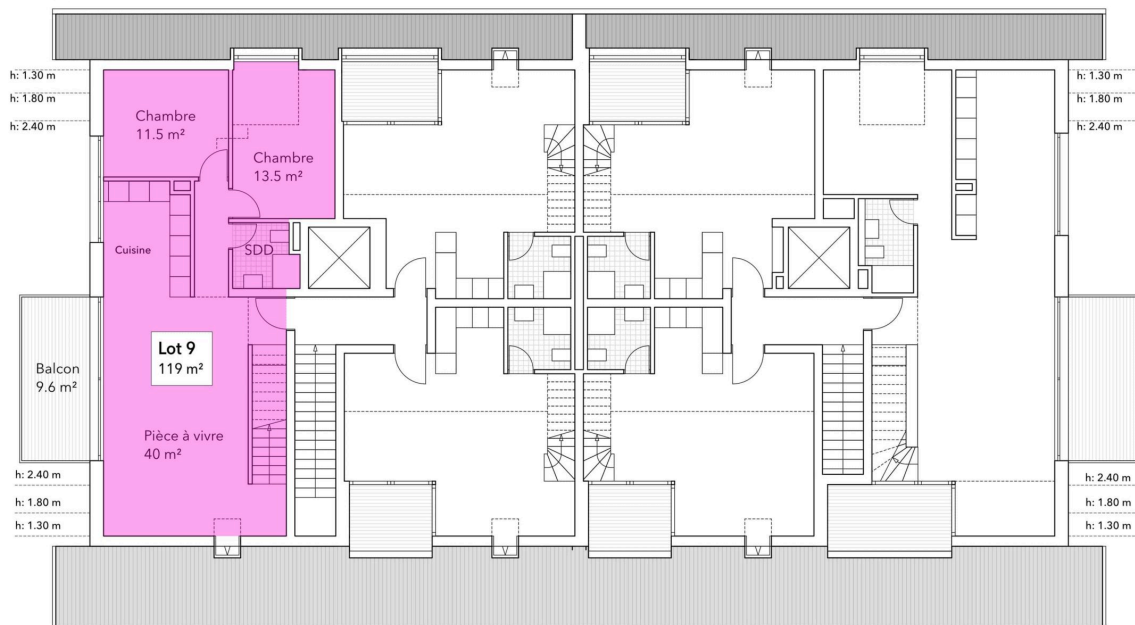 h: 1.30 m
h: 1.80 m
h: 2.40 m
Chambre
11.5 m²
Chambre
13.5 m²
Cuisine
SDD
Lot 9
119 m²
Balcon
9.6 m²
Pièce à vivre
40 m²
h: 2.40 m
h: 1.80 m
h: 1.30 m
h: 1.30 m
h: 1.80 m
h: 2.40 m
h: 2.40 m
h: 1.80 m
h: 1.30 m